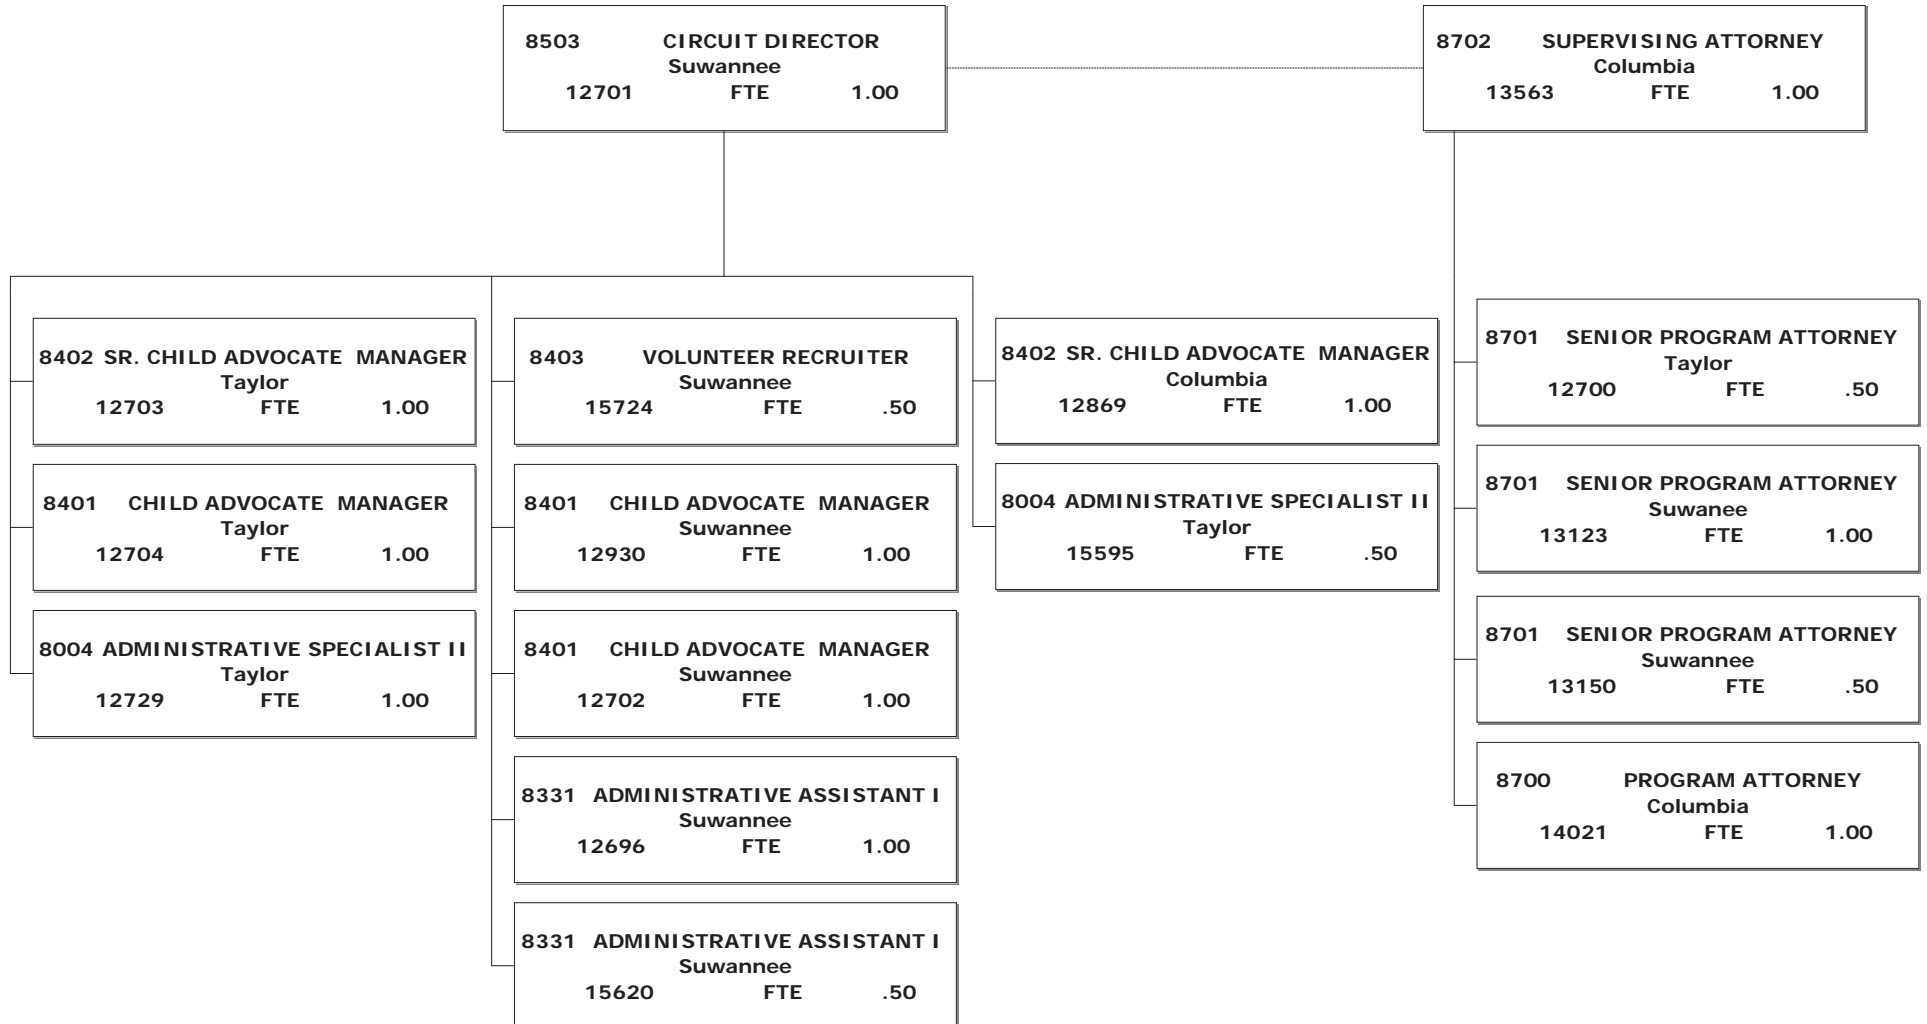 8503 CIRCUIT DIRECTOR
Suwannee
12701 FTE 1.00
8702 SUPERVISING ATTORNEY
Columbia
13563 FTE 1.00
8402 SR. CHILD ADVOCATE MANAGER
Taylor
12703 FTE 1.00
8401 CHILD ADVOCATE MANAGER
Taylor
12704 FTE 1.00
8004 ADMINISTRATIVE SPECIALIST II
Taylor
12729 FTE 1.00
8403 VOLUNTEER RECRUITER
Suwannee
15724 FTE .50
8401 CHILD ADVOCATE MANAGER
Suwannee
12930 FTE 1.00
8401 CHILD ADVOCATE MANAGER
Suwannee
12702 FTE 1.00
8331 ADMINISTRATIVE ASSISTANT I
Suwannee
12696 FTE 1.00
8331 ADMINISTRATIVE ASSISTANT I
Suwannee
15620 FTE .50
8402 SR. CHILD ADVOCATE MANAGER
Columbia
12869 FTE 1.00
8004 ADMINISTRATIVE SPECIALIST II
Taylor
15595 FTE .50
8701 SENIOR PROGRAM ATTORNEY
Taylor
12700 FTE .50
8701 SENIOR PROGRAM ATTORNEY
Suwanee
13123 FTE 1.00
8701 SENIOR PROGRAM ATTORNEY
Suwannee
13150 FTE .50
8700 PROGRAM ATTORNEY
Columbia
14021 FTE 1.00